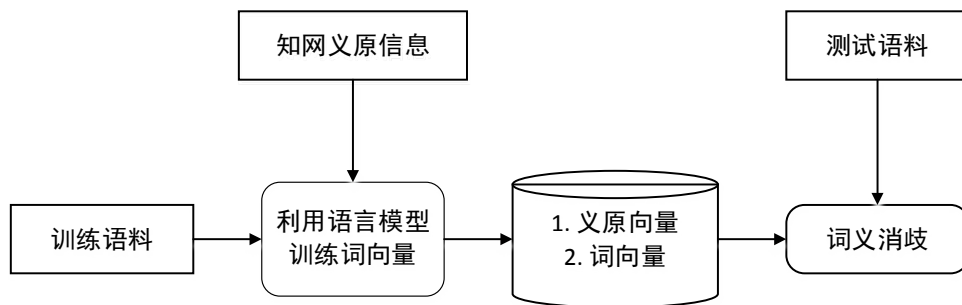 知网义原信息
测试语料
训练语料
利用语言模型
训练词向量
1. 义原向量
2. 词向量
词义消歧